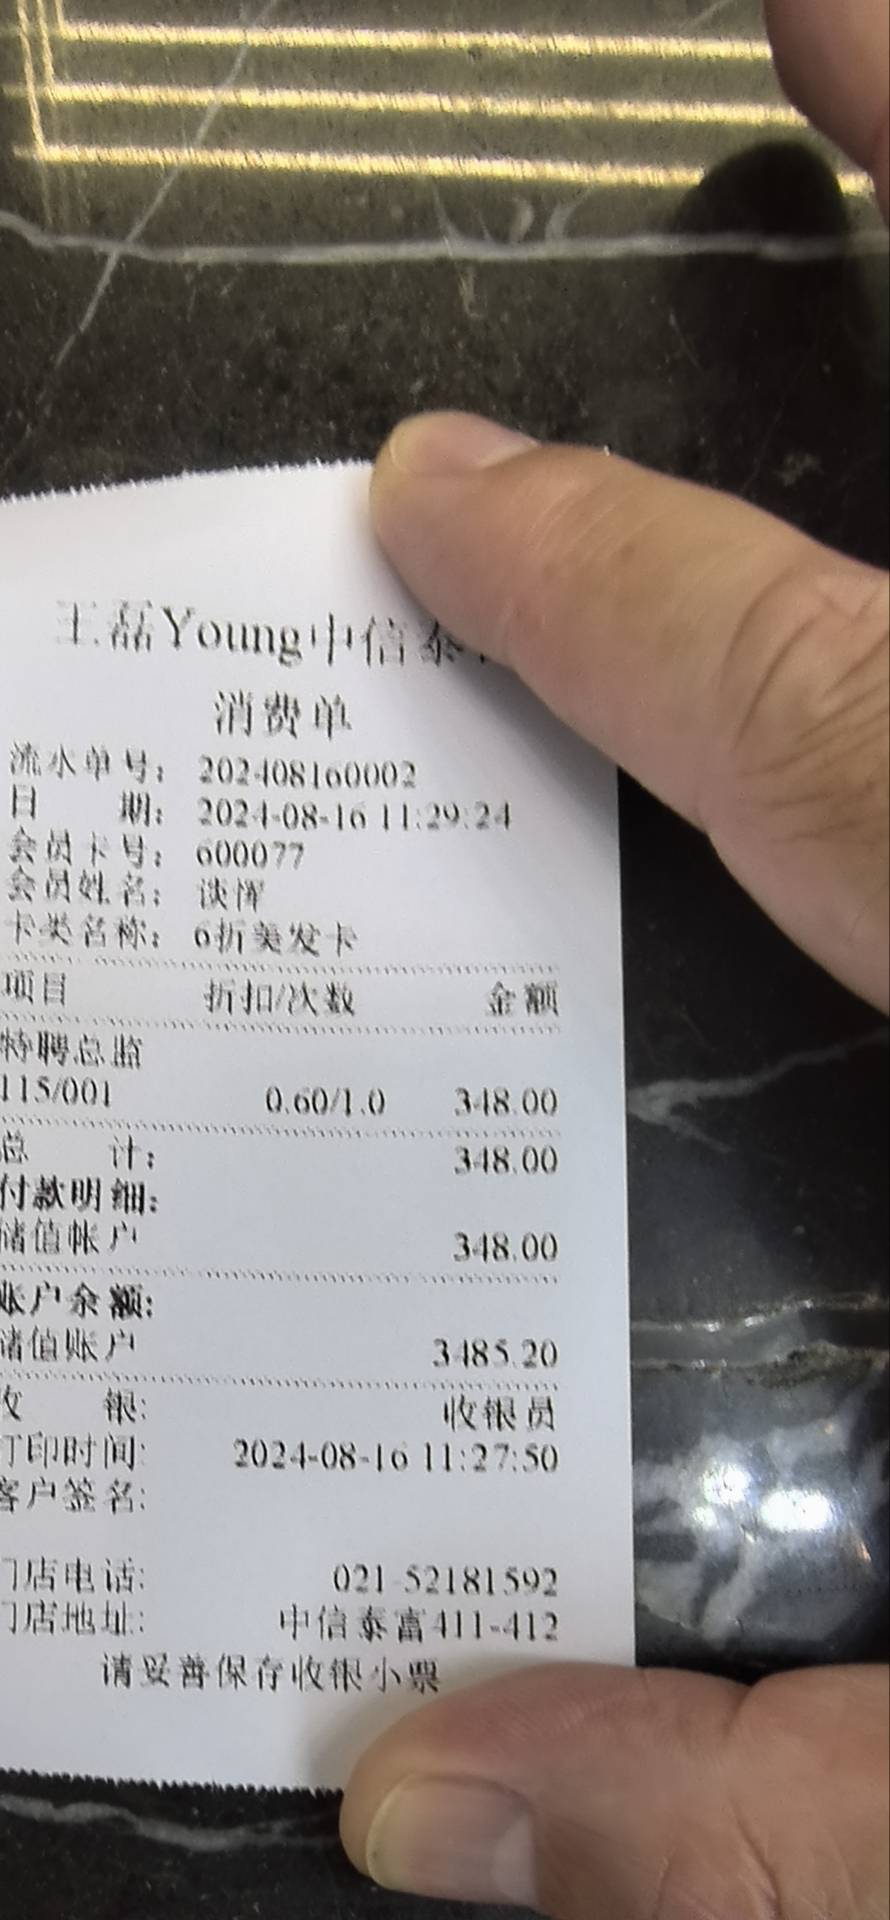 王磊Young中信泰
消费单
流水单号: 202408160002
日 期: 2024-08-16 11:29:24
会员卡号: 600077
会员姓名: 谈恽
卡类名称: 6折美发卡
项目 折扣/次数 金额
特聘总监
115/001 0.60/1.0 348.00
总 计: 348.00
付款明细:
储值帐户 348.00
账户余额:
储值账户 3485.20
收 银: 收银员
打印时间: 2024-08-16 11:27:50
客户签名:
门店电话: 021-52181592
门店地址: 中信泰富411-412
请妥善保存收银小票